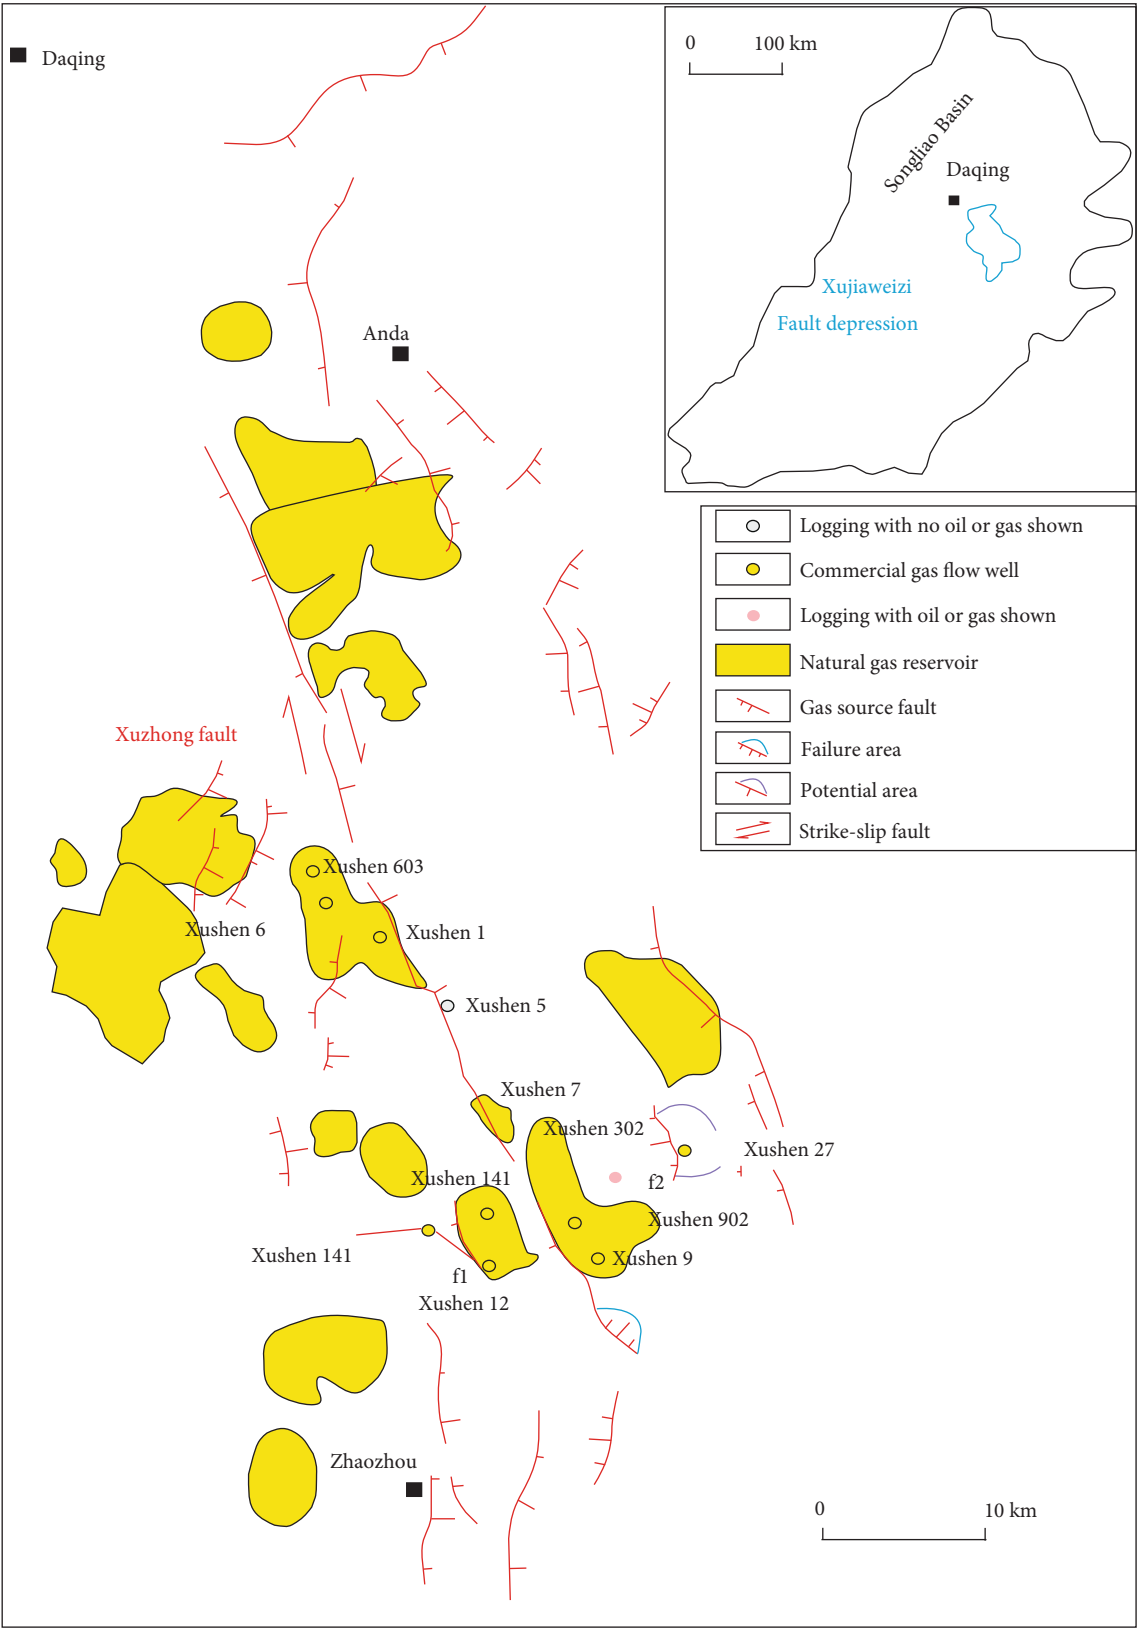 Daqing
0
100 km
Songliao Basin
Daqing
Xujiaweizi
Fault depression
Anda
Logging with no oil or gas shown
Commercial gas flow well
Logging with oil or gas shown
Natural gas reservoir
Gas source fault
Failure area
Potential area
Strike-slip fault
Xuzhong fault
Xushen 603
Xushen 6
Xushen 1
Xushen 5
Xushen 7
Xushen 302
Xushen 27
Xushen 141
f2
Xushen 902
Xushen 141
Xushen 9
f1
Xushen 12
Zhaozhou
0
10 km